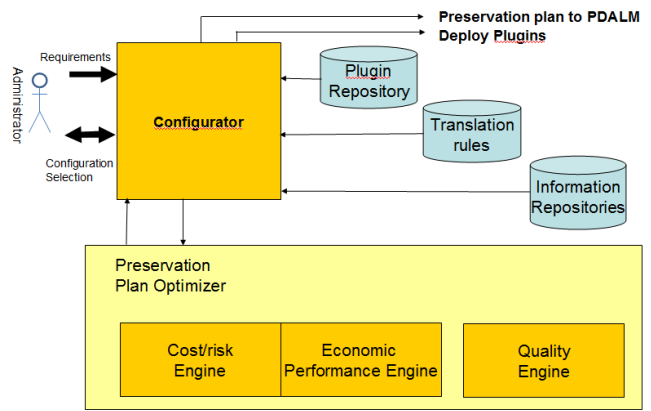 Preservation plan to PDALM
Deploy Plugins
Requirements
Administrator
Configurator
Configuration
Selection
Plugin
Repository
Translation
rules
Information
Repositories
Preservation
Plan Optimizer
Cost/risk
Engine
Economic
Performance Engine
Quality
Engine